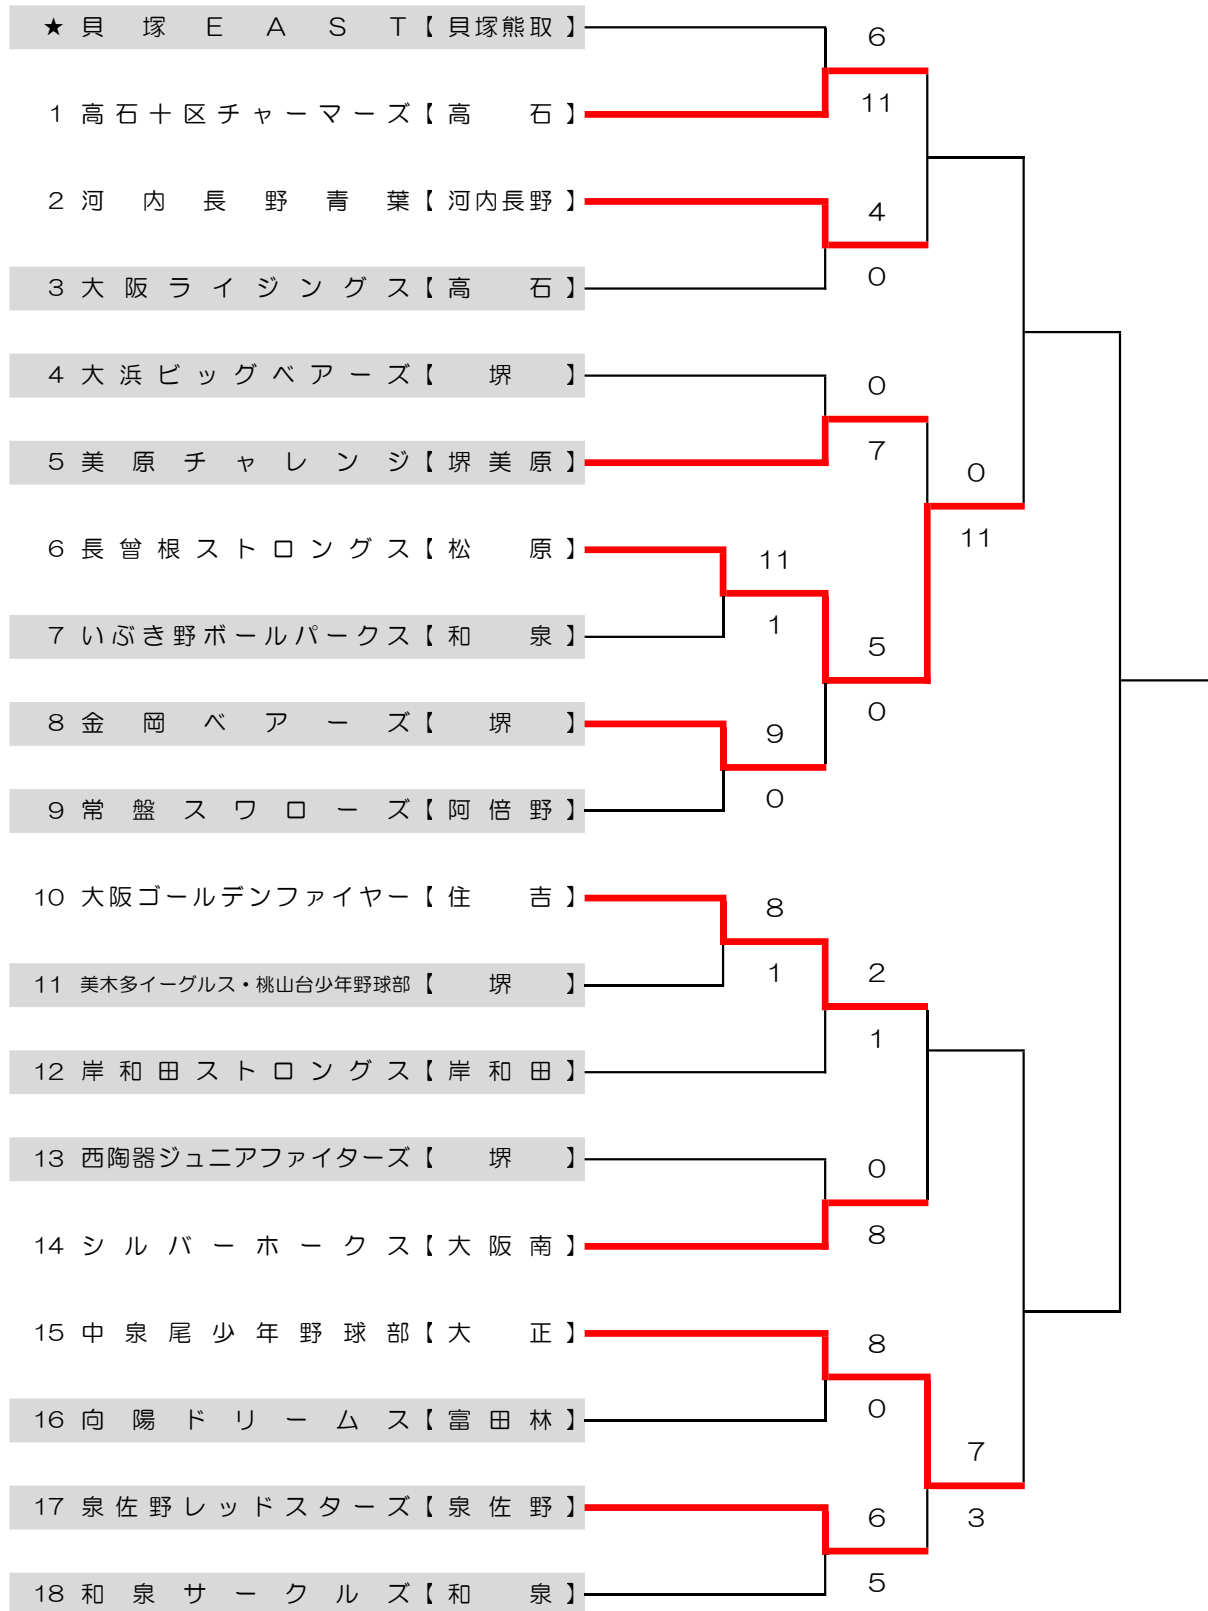 ★ 貝塚EAST【貝塚熊取】
6
11
1 高石十区チャーマーズ【高石】
2 河内長野青葉【河内長野】
4
0
3 大阪ライジングス【高石】
4 大浜ビッグベアーズ【堺】
0
7
5 美原チャレンジ【堺美原】
0
11
6 長曾根ストロングス【松原】
11
1
7 いぶき野ボールパークス【和泉】
5
0
8 金岡ベアーズ【堺】
9
0
9 常盤スワローズ【阿倍野】
10 大阪ゴールデンファイヤー【住吉】
8
1
11 美木多イーグルス・桃山台少年野球部【堺】
2
1
12 岸和田ストロングス【岸和田】
13 西陶器ジュニアファイターズ【堺】
0
8
14 シルバーホークス【大阪南】
15 中泉尾少年野球部【大正】
8
0
16 向陽ドリームス【富田林】
7
3
17 泉佐野レッドスターズ【泉佐野】
6
5
18 和泉サークルズ【和泉】